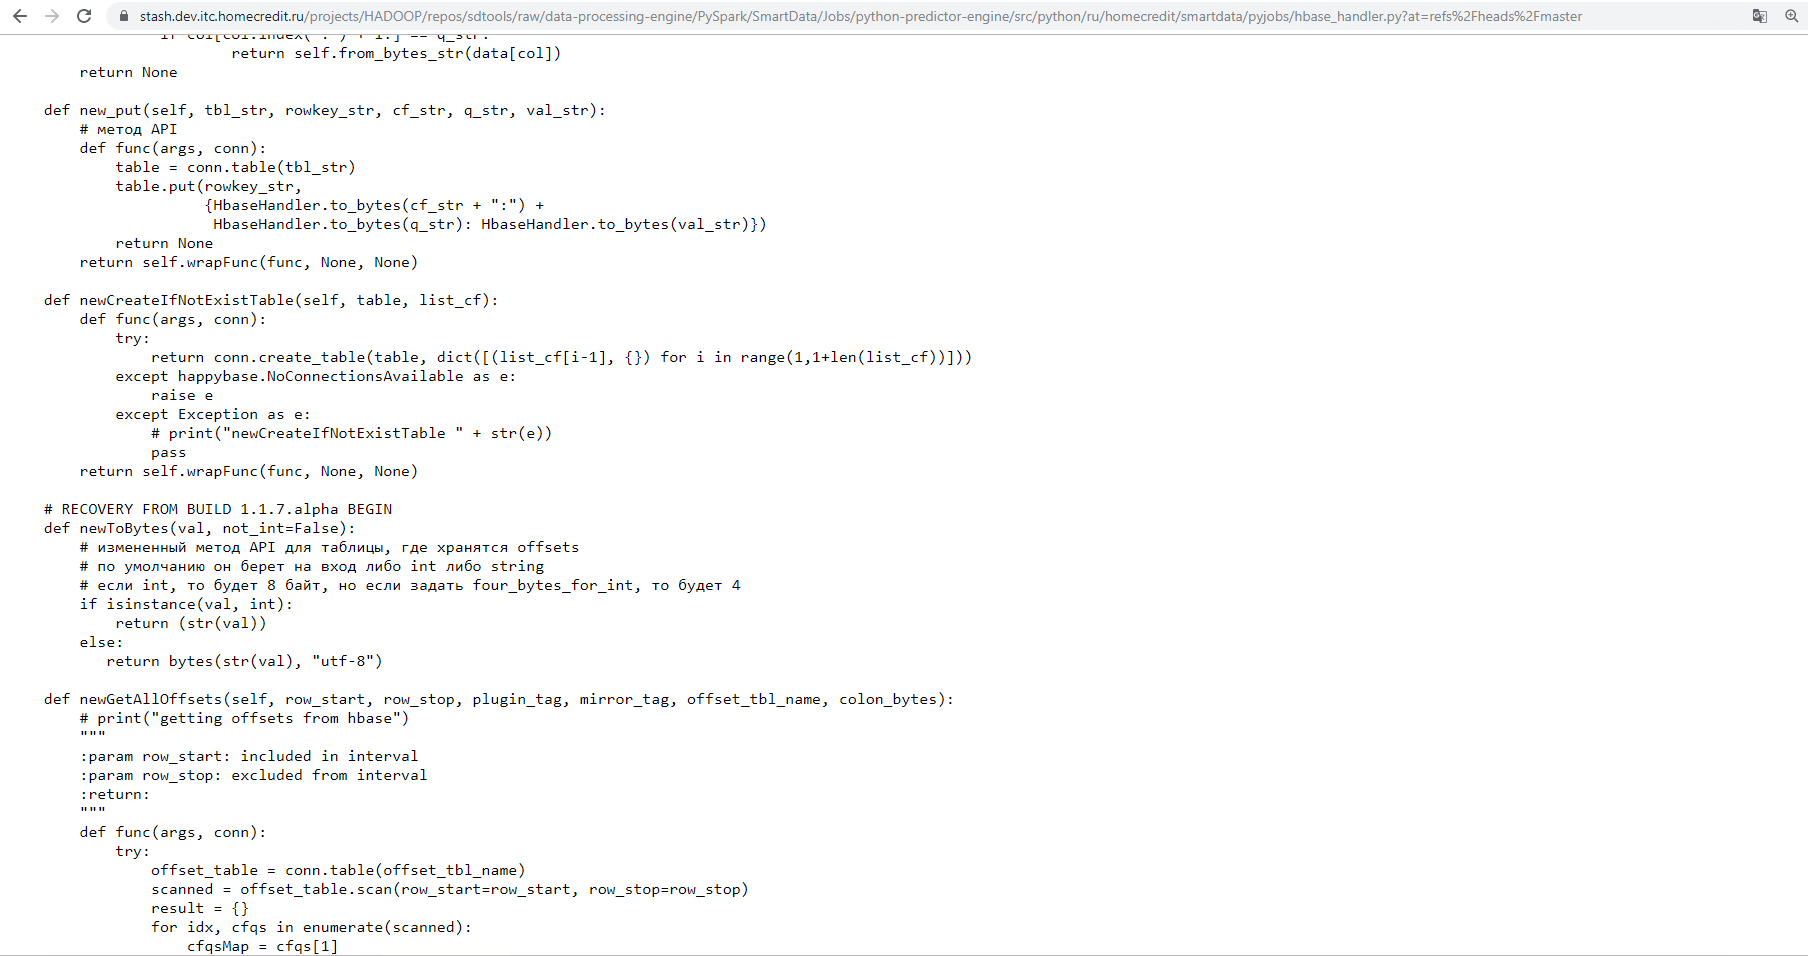 stash.dev.itc.homecredit.ru/projects/HADOOP/repos/sdtools/raw/data-processing-engine/PySpark/SmartData/Jobs/python-predictor-engine/src/python/ru/homecredit/smartdata/pyjobs/hbase_handler.py?at=refs%2Fheads%2Fmaster
if col[col.index(":") + 1:] == q_str:
return self.from_bytes_str(data[col])
return None
def new_put(self, tbl_str, rowkey_str, cf_str, q_str, val_str):
# метод API
def func(args, conn):
table = conn.table(tbl_str)
table.put(rowkey_str,
{HbaseHandler.to_bytes(cf_str + ":") +
HbaseHandler.to_bytes(q_str): HbaseHandler.to_bytes(val_str)})
return None
return self.wrapFunc(func, None, None)
def newCreateIfNotExistTable(self, table, list_cf):
def func(args, conn):
try:
return conn.create_table(table, dict([(list_cf[i-1], {}) for i in range(1,1+len(list_cf))]))
except happybase.NoConnectionsAvailable as e:
raise e
except Exception as e:
# print("newCreateIfNotExistTable " + str(e))
pass
return self.wrapFunc(func, None, None)
# RECOVERY FROM BUILD 1.1.7.alpha BEGIN
def newToBytes(val, not_int=False):
# измененный метод API для таблицы, где хранятся offsets
# по умолчанию он берет на вход либо int либо string
# если int, то будет 8 байт, но если задать four_bytes_for_int, то будет 4
if isinstance(val, int):
return (str(val))
else:
return bytes(str(val), "utf-8")
def newGetAllOffsets(self, row_start, row_stop, plugin_tag, mirror_tag, offset_tbl_name, colon_bytes):
# print("getting offsets from hbase")
"""
:param row_start: included in interval
:param row_stop: excluded from interval
:return:
"""
def func(args, conn):
try:
offset_table = conn.table(offset_tbl_name)
scanned = offset_table.scan(row_start=row_start, row_stop=row_stop)
result = {}
for idx, cfqs in enumerate(scanned):
cfqsMap = cfqs[1]